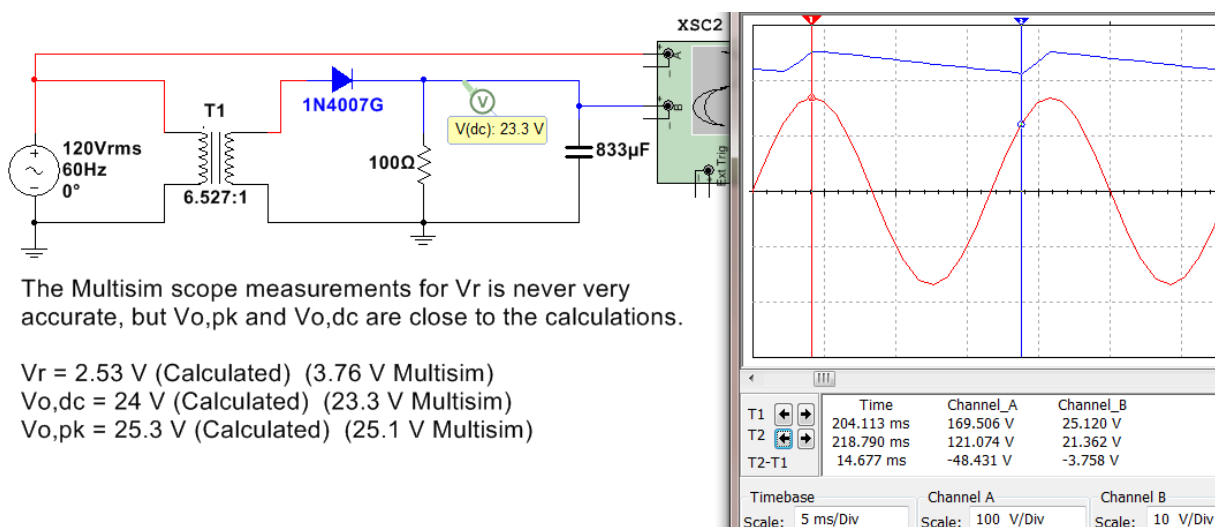 XSC2
A
B
Ext Trig
T1
1N4007G
V
V(dc): 23.3 V
120Vrms
60Hz
0°
100Ω
833µF
6.527:1
The Multisim scope measurements for Vr is never very
accurate, but Vo,pk and Vo,dc are close to the calculations.
Vr = 2.53 V (Calculated) (3.76 V Multisim)
Vo,dc = 24 V (Calculated) (23.3 V Multisim)
Vo,pk = 25.3 V (Calculated) (25.1 V Multisim)
Time Channel_A Channel_B
T1 204.113 ms 169.506 V 25.120 V
T2 218.790 ms 121.074 V 21.362 V
T2-T1 14.677 ms -48.431 V -3.758 V
Timebase Channel A Channel B
Scale: 5 ms/Div Scale: 100 V/Div Scale: 10 V/Div